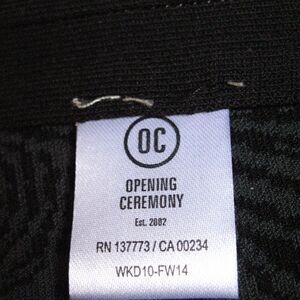 OC
OPENING
CEREMONY
Est. 2002
RN 137773 / CA 00234
WKD10-FW14